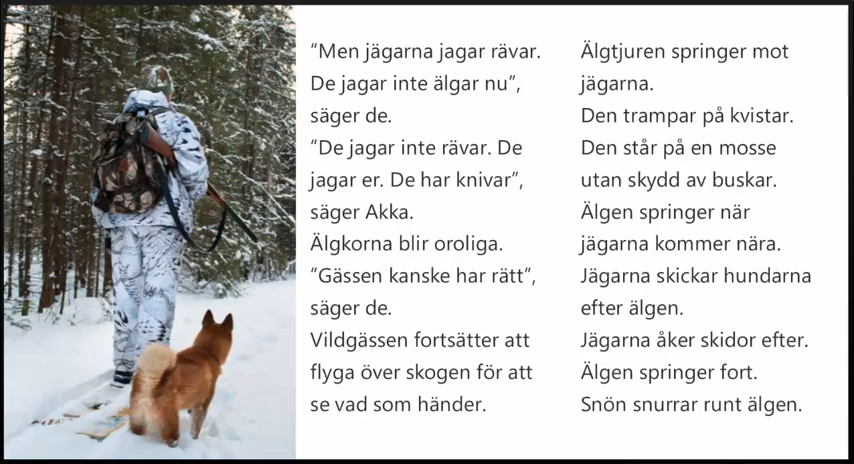 “Men jägarna jagar rävar.
De jagar inte älgar nu”,
säger de.
”De jagar inte rävar. De
jagar er. De har knivar”,
säger Akka.
Älgkorna blir oroliga.
”Gässen kanske har rätt”,
säger de.
Vildgässen fortsätter att
flyga över skogen för att
se vad som händer.
Älgtjuren springer mot
jägarna.
Den trampar på kvistar.
Den står på en mosse
utan skydd av buskar.
Älgen springer när
jägarna kommer nära.
Jägarna skickar hundarna
efter älgen.
Jägarna åker skidor efter.
Älgen springer fort.
Snön snurrar runt älgen.